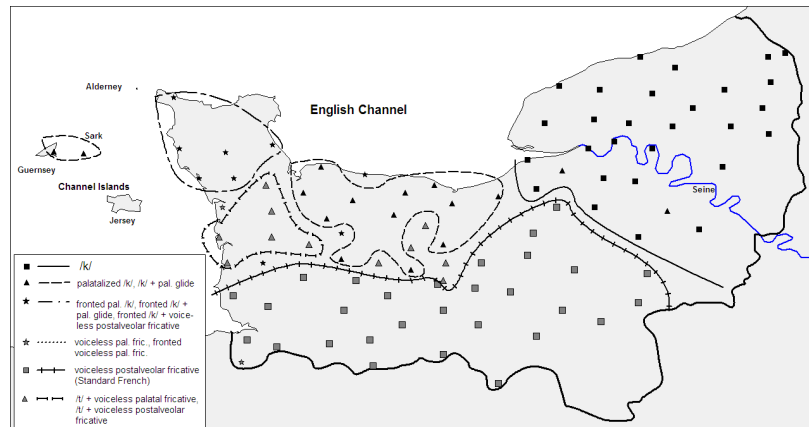 Alderney
English Channel
Sark
Guernsey
Channel Islands
Jersey
Seine
/k/
palatalized /k/, /k/ + pal. glide
fronted pal. /k/, fronted /k/ +
pal. glide, fronted /k/ + voice-
less postalveolar fricative
voiceless pal. fric., fronted
voiceless pal. fric.
voiceless postalveolar fricative
(Standard French)
/t/ + voiceless palatal fricative,
/t/ + voiceless postalveolar
fricative